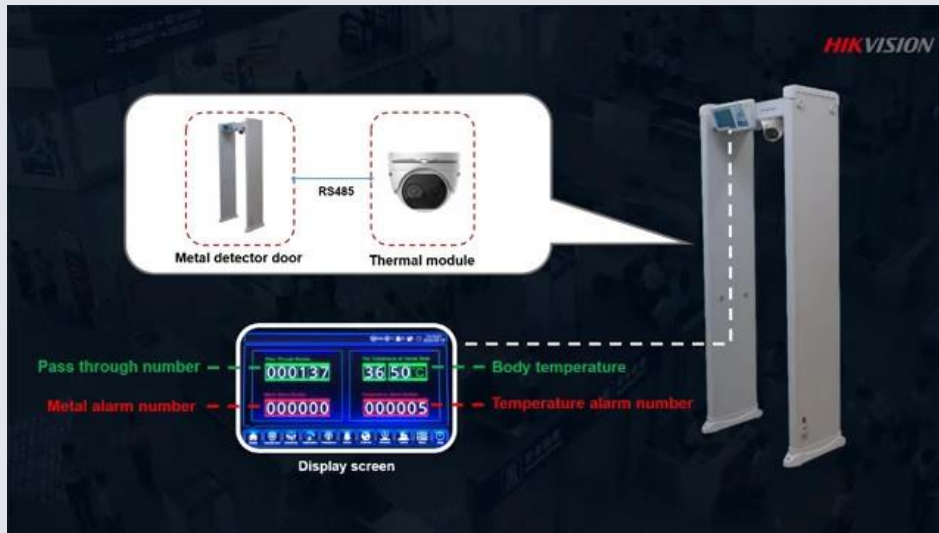 HIKVISION
RS485
Metal detector door
Thermal module
Pass through number
000137
36 50°C
Body temperature
Metal alarm number
000000
000005
Temperature alarm number
Display screen